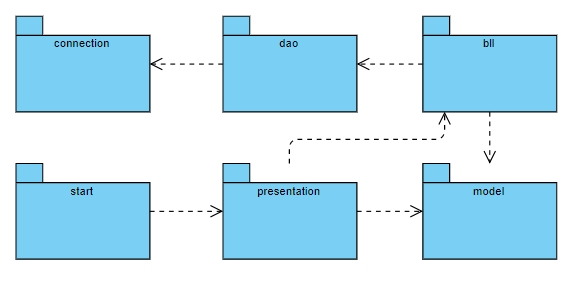 connection
dao
bll
start
presentation
model